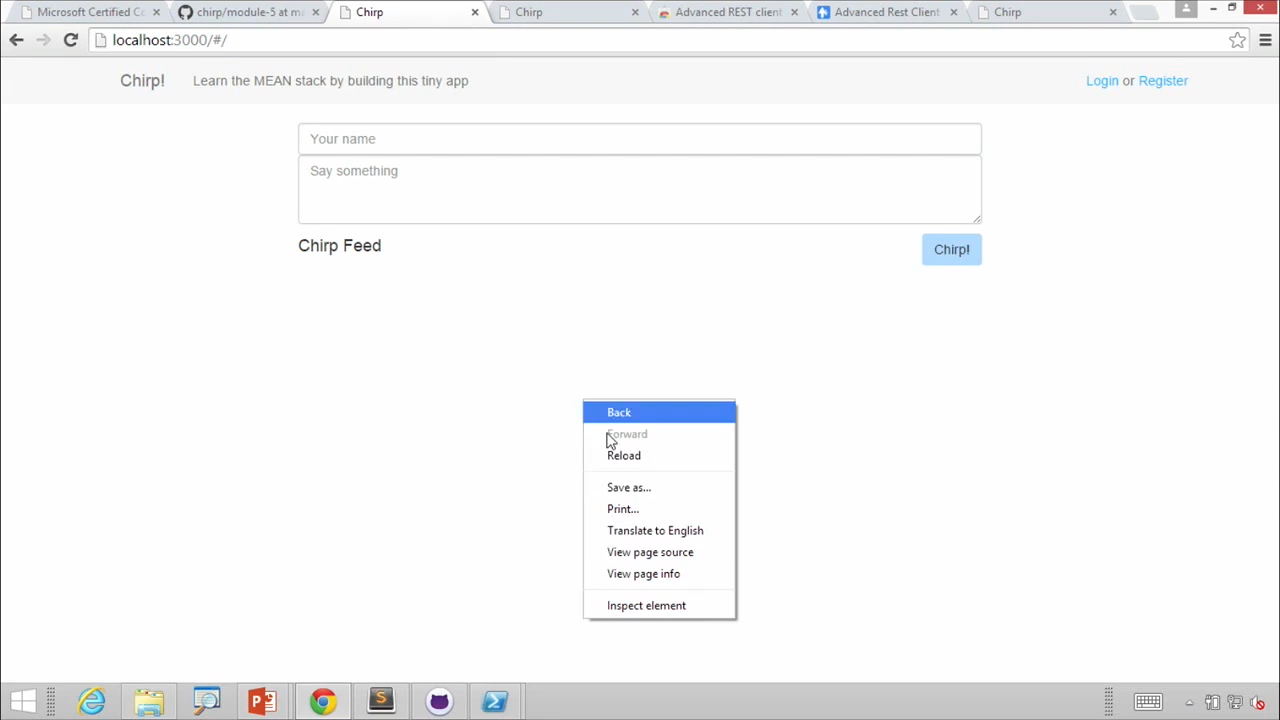 Microsoft Certified Co
chirp/module-5 at ma
Chirp
Chirp
Advanced REST client
Advanced Rest Client
Chirp
localhost:3000/#/
Chirp!
Learn the MEAN stack by building this tiny app
Login or Register
Your name
Say something
Chirp Feed
Chirp!
Back
Forward
Reload
Save as...
Print...
Translate to English
View page source
View page info
Inspect element